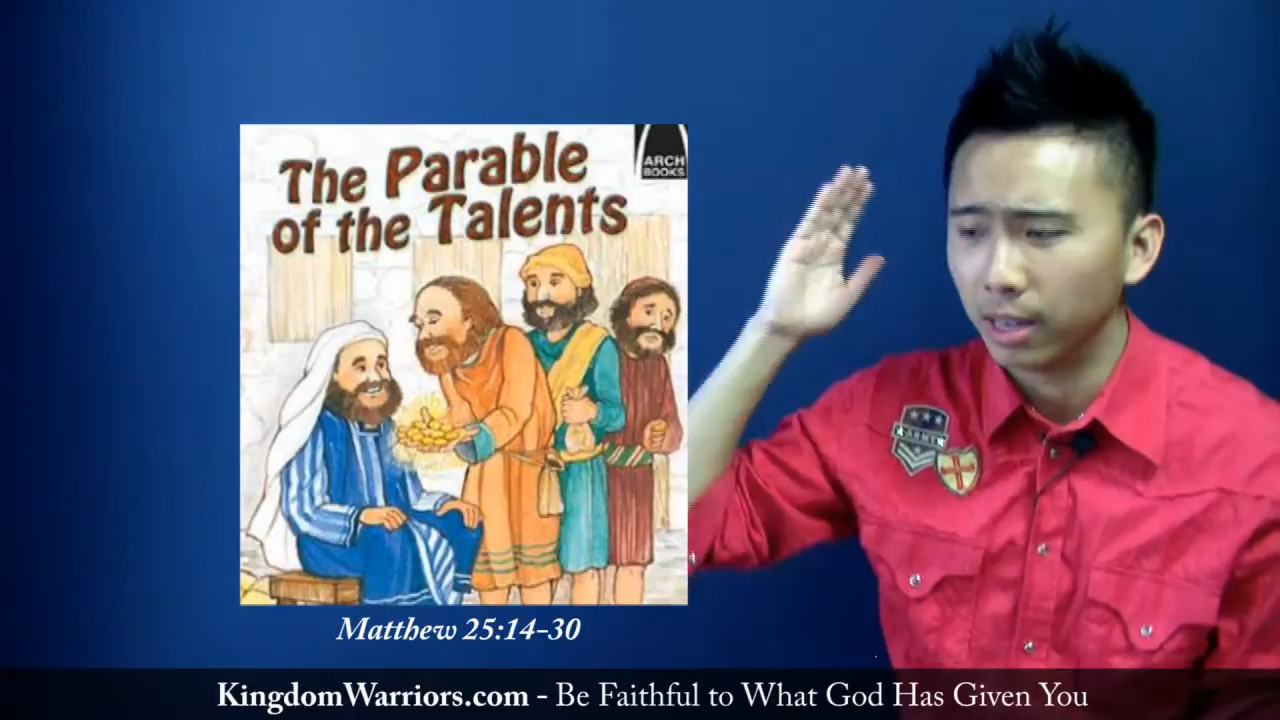 The Parable
of the Talents
ARCH
BOOKS
ARMY
Matthew 25:14-30
KingdomWarriors.com - Be Faithful to What God Has Given You